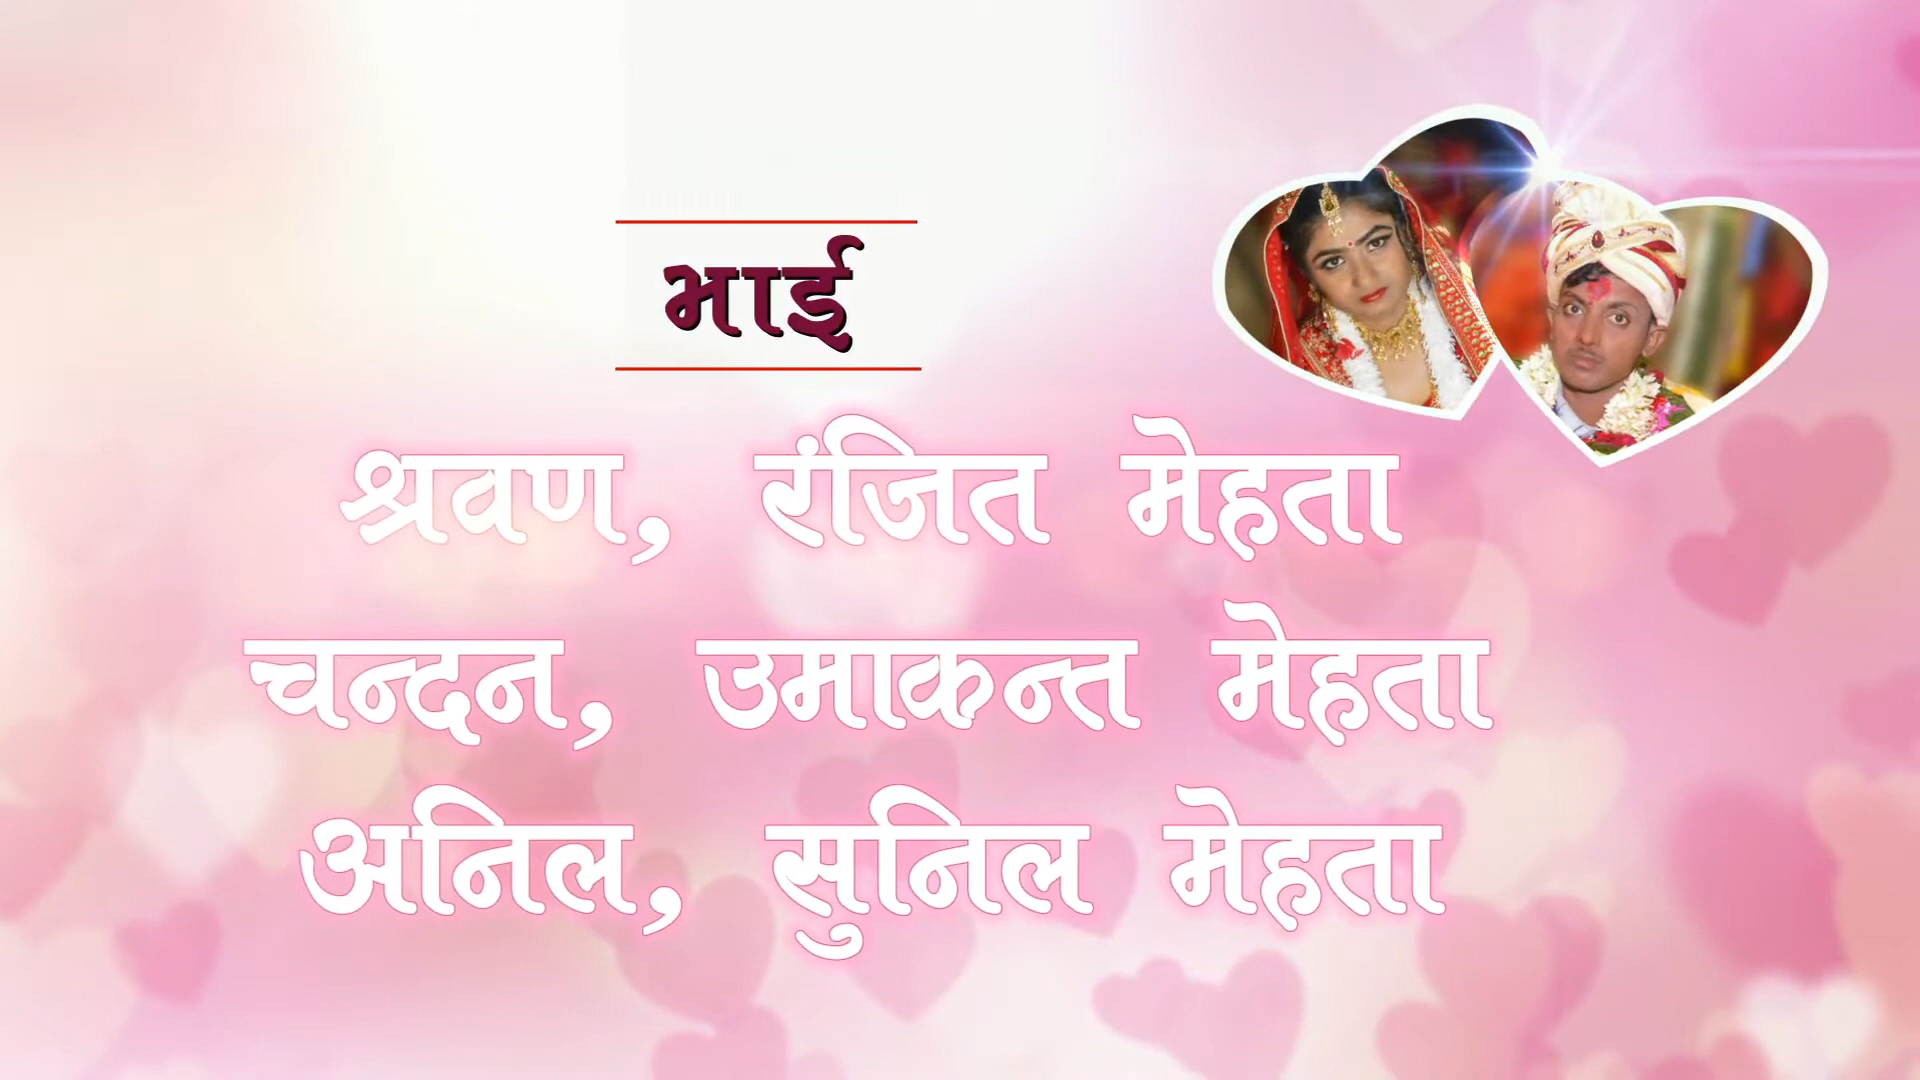 भाई
श्रवण, रंजित मेहता
चन्दन, उमाकन्त मेहता
अनिल, सुनिल मेहता